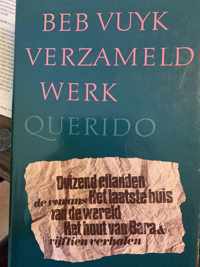 BEB VUYK
VERZAMELD
WERK
QUERIDO
Duizend eilanden
de romans Het laatste huis
van de wereld
Het hout van Bara &
vijftien verhalen